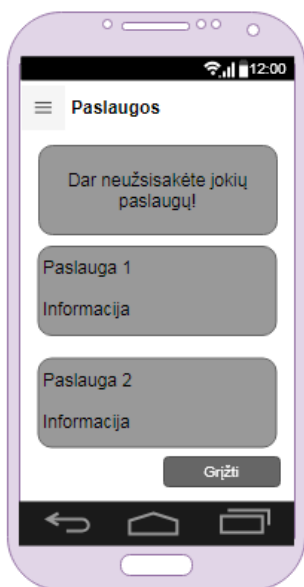 12:00
Paslaugos
Dar neužsisakėte jokių
paslaugų!
Paslauga 1
Informacija
Paslauga 2
Informacija
Grįžti